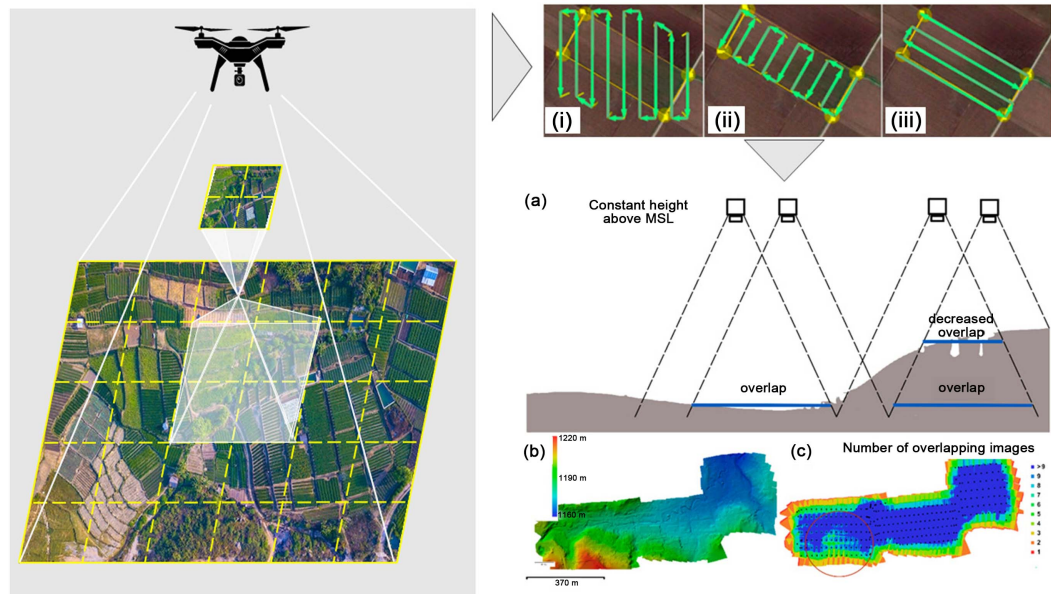 (i)
(ii)
(iii)
(a)
Constant height
above MSL
decreased
overlap
overlap
overlap
(b)
1220 m
1190 m
1160 m
370 m
(c)
Number of overlapping images
>9
9
8
7
6
5
4
3
2
1